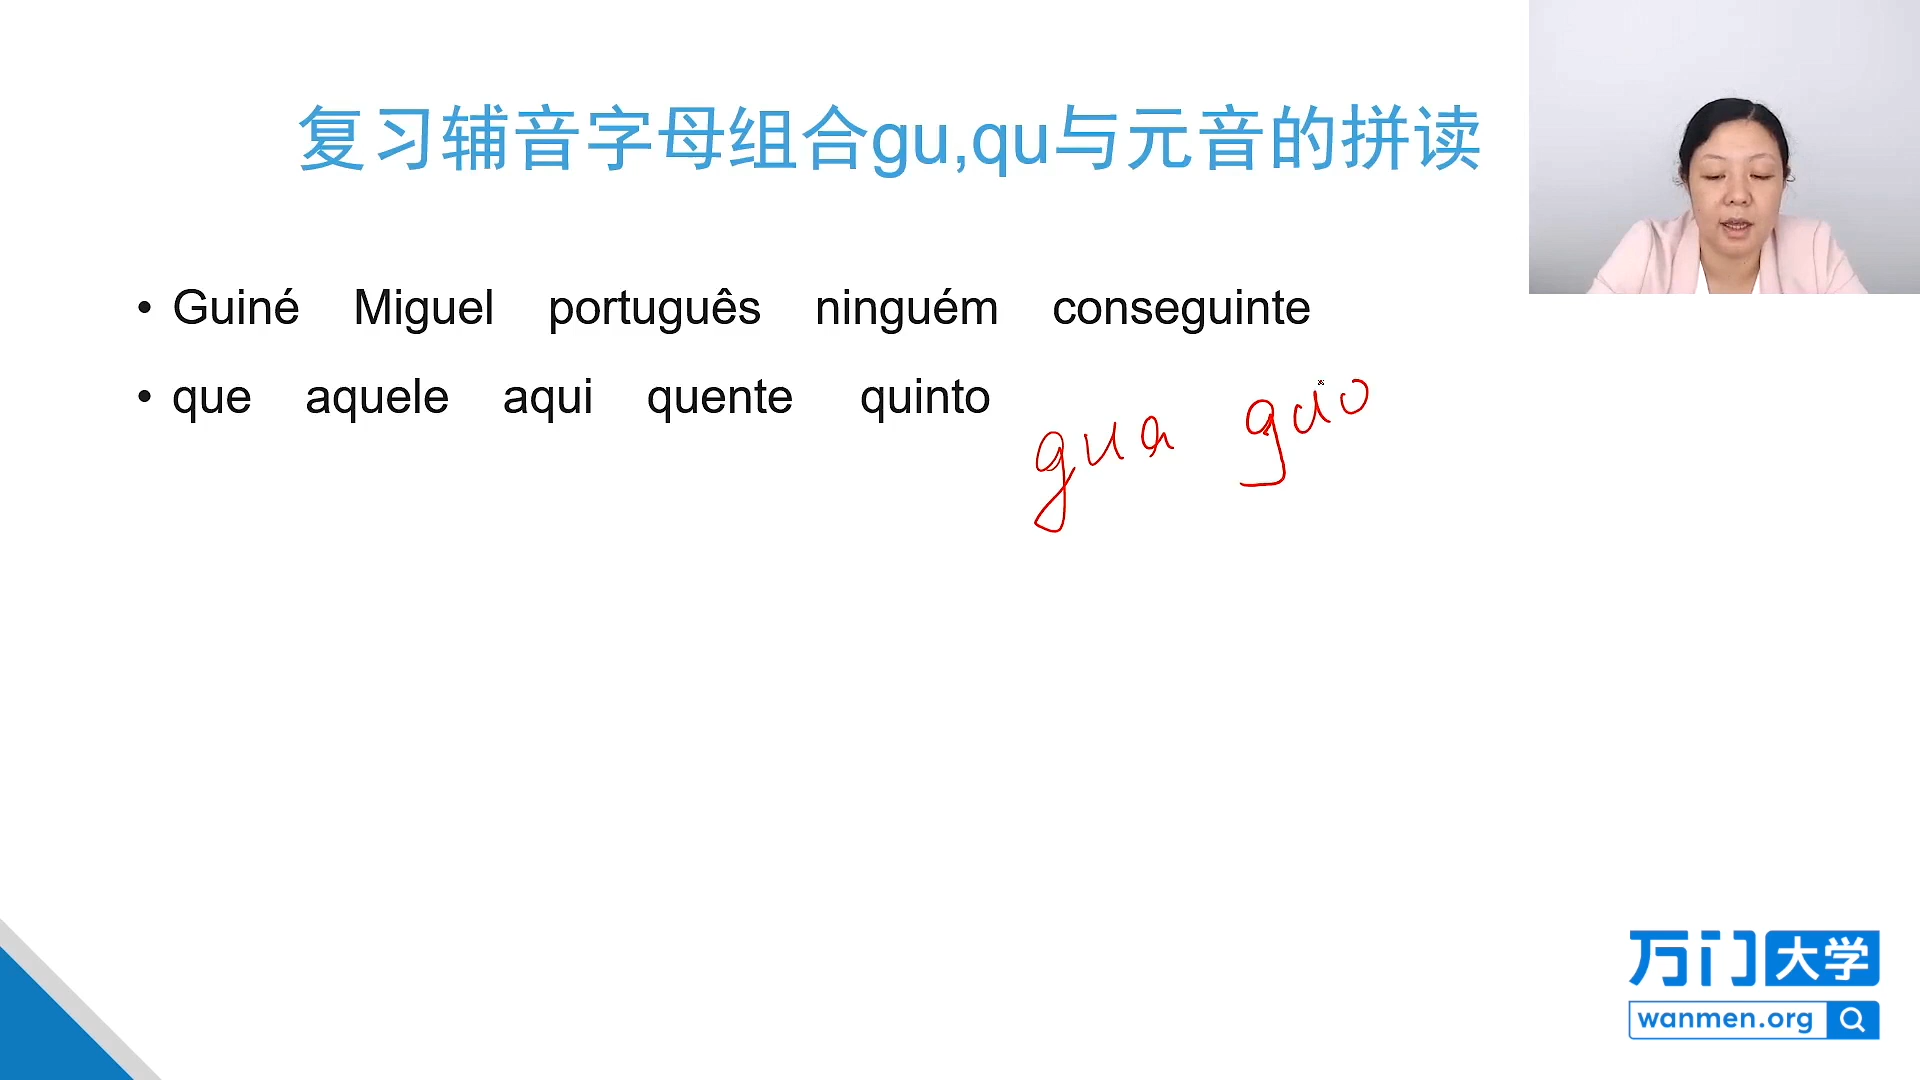 复习辅音字母组合gu,qu与元音的拼读
• Guiné Miguel português ninguém conseguinte
• que aquele aqui quente quinto
gua guo
万门大学
wanmen.org